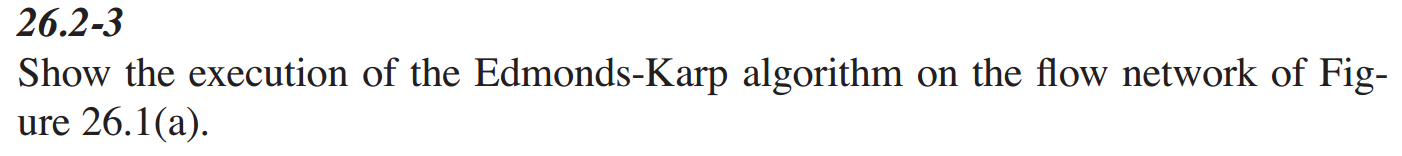 26.2-3
Show the execution of the Edmonds-Karp algorithm on the flow network of Fig-
ure 26.1(a).